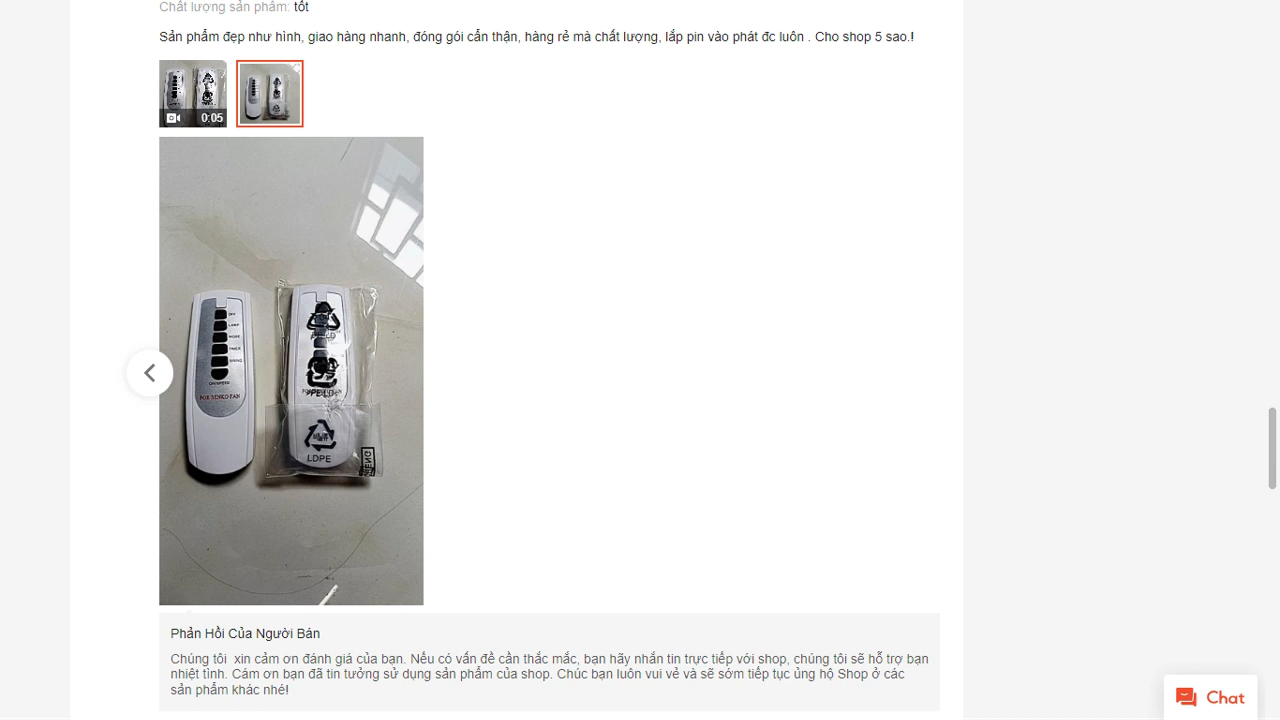 Chất lượng sản phẩm: tốt
Sản phẩm đẹp như hình, giao hàng nhanh, đóng gói cẩn thận, hàng rẻ mà chất lượng, lắp pin vào phát đc luôn . Cho shop 5 sao.!
0:05
OFF
LAMP
MODE
TIMER
SWING
ON/SPEED
FOR SENKO FAN
PE-LD
LDPE
Phản Hồi Của Người Bán
Chúng tôi  xin cảm ơn đánh giá của bạn. Nếu có vấn đề cần thắc mắc, bạn hãy nhắn tin trực tiếp với shop, chúng tôi sẽ hỗ trợ bạn
nhiệt tình. Cám ơn bạn đã tin tưởng sử dụng sản phẩm của shop. Chúc bạn luôn vui vẻ và sẽ sớm tiếp tục ủng hộ Shop ở các
sản phẩm khác nhé!
Chat